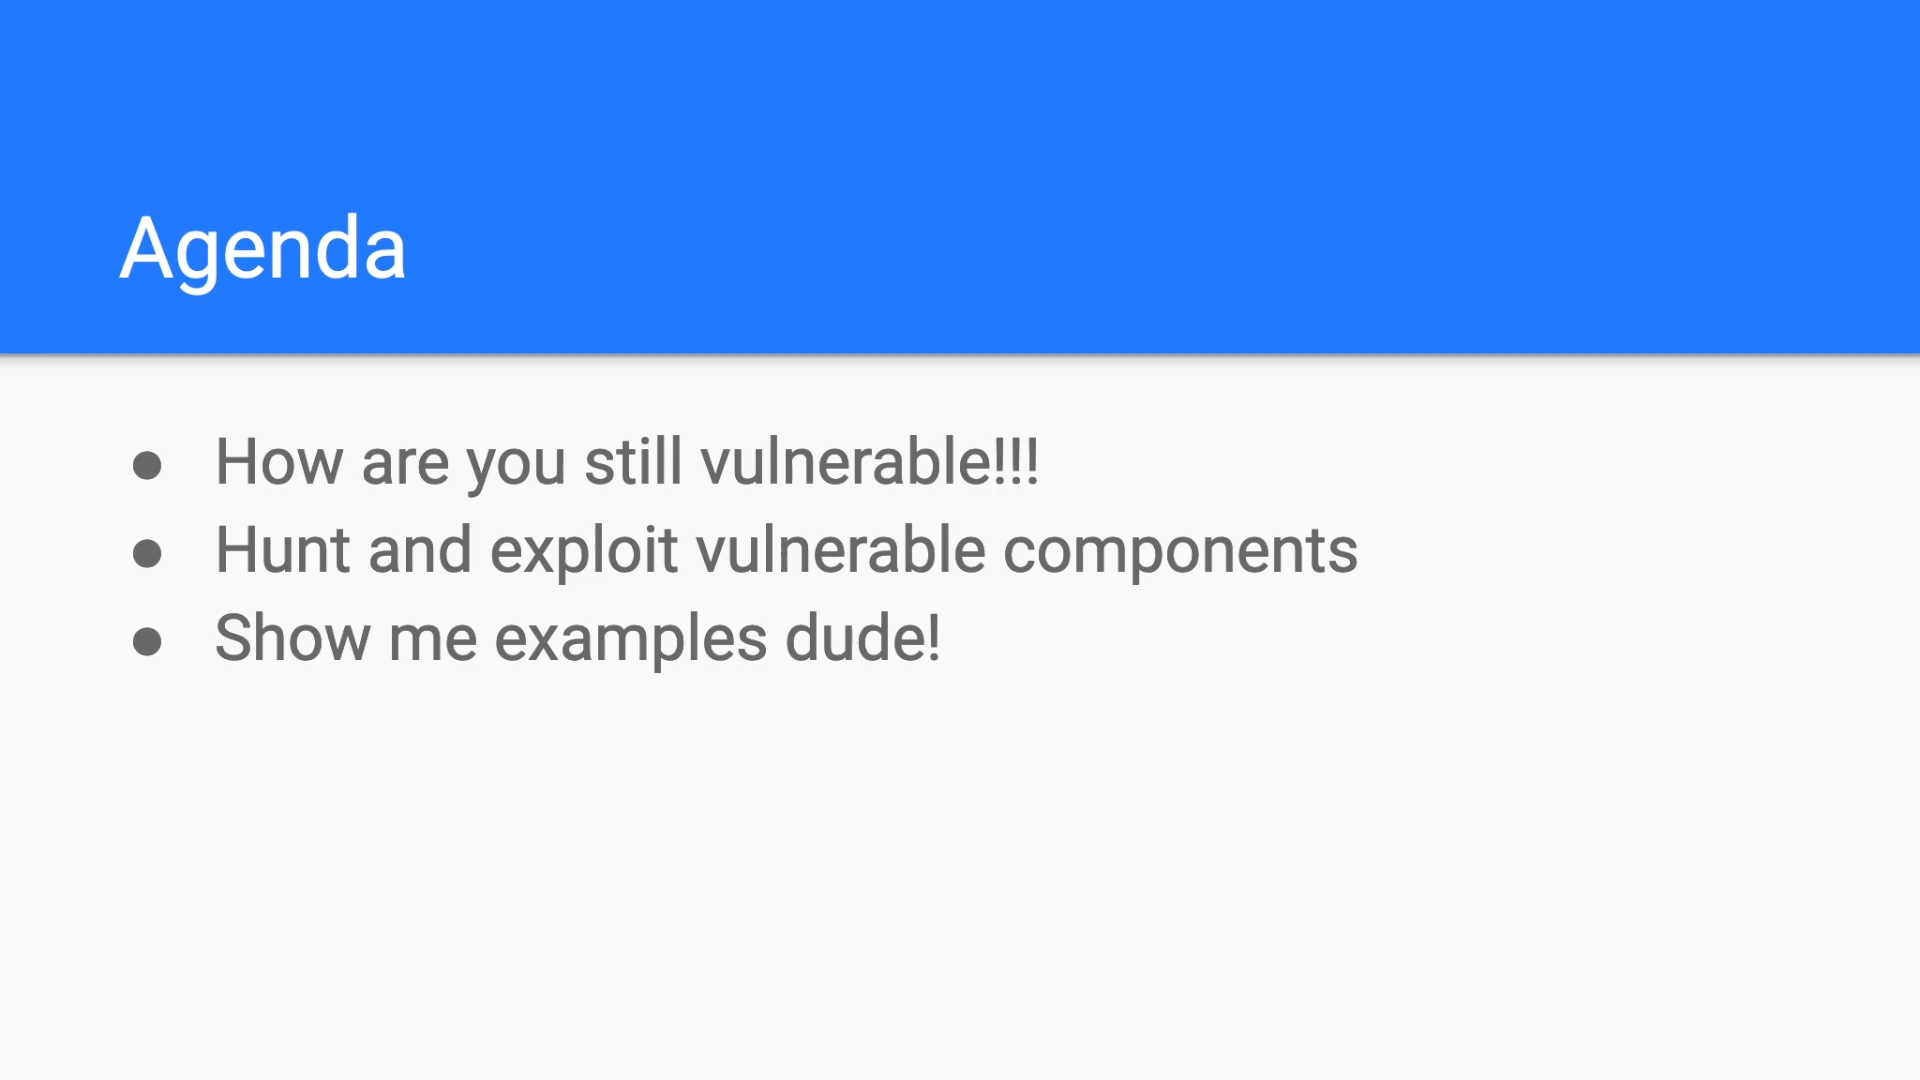 Agenda
● How are you still vulnerable!!!
● Hunt and exploit vulnerable components
● Show me examples dude!